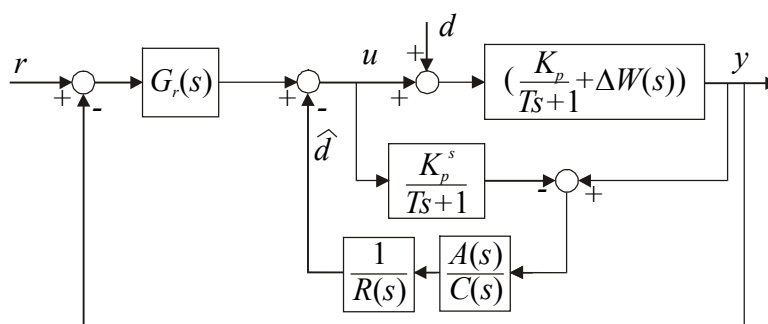 r
+
-
G_r(s)
+
-
u
+
+
d
(K_p/Ts+1 + ΔW(s))
y
d̂
K_p^s/Ts+1
-
+
1/R(s)
A(s)/C(s)